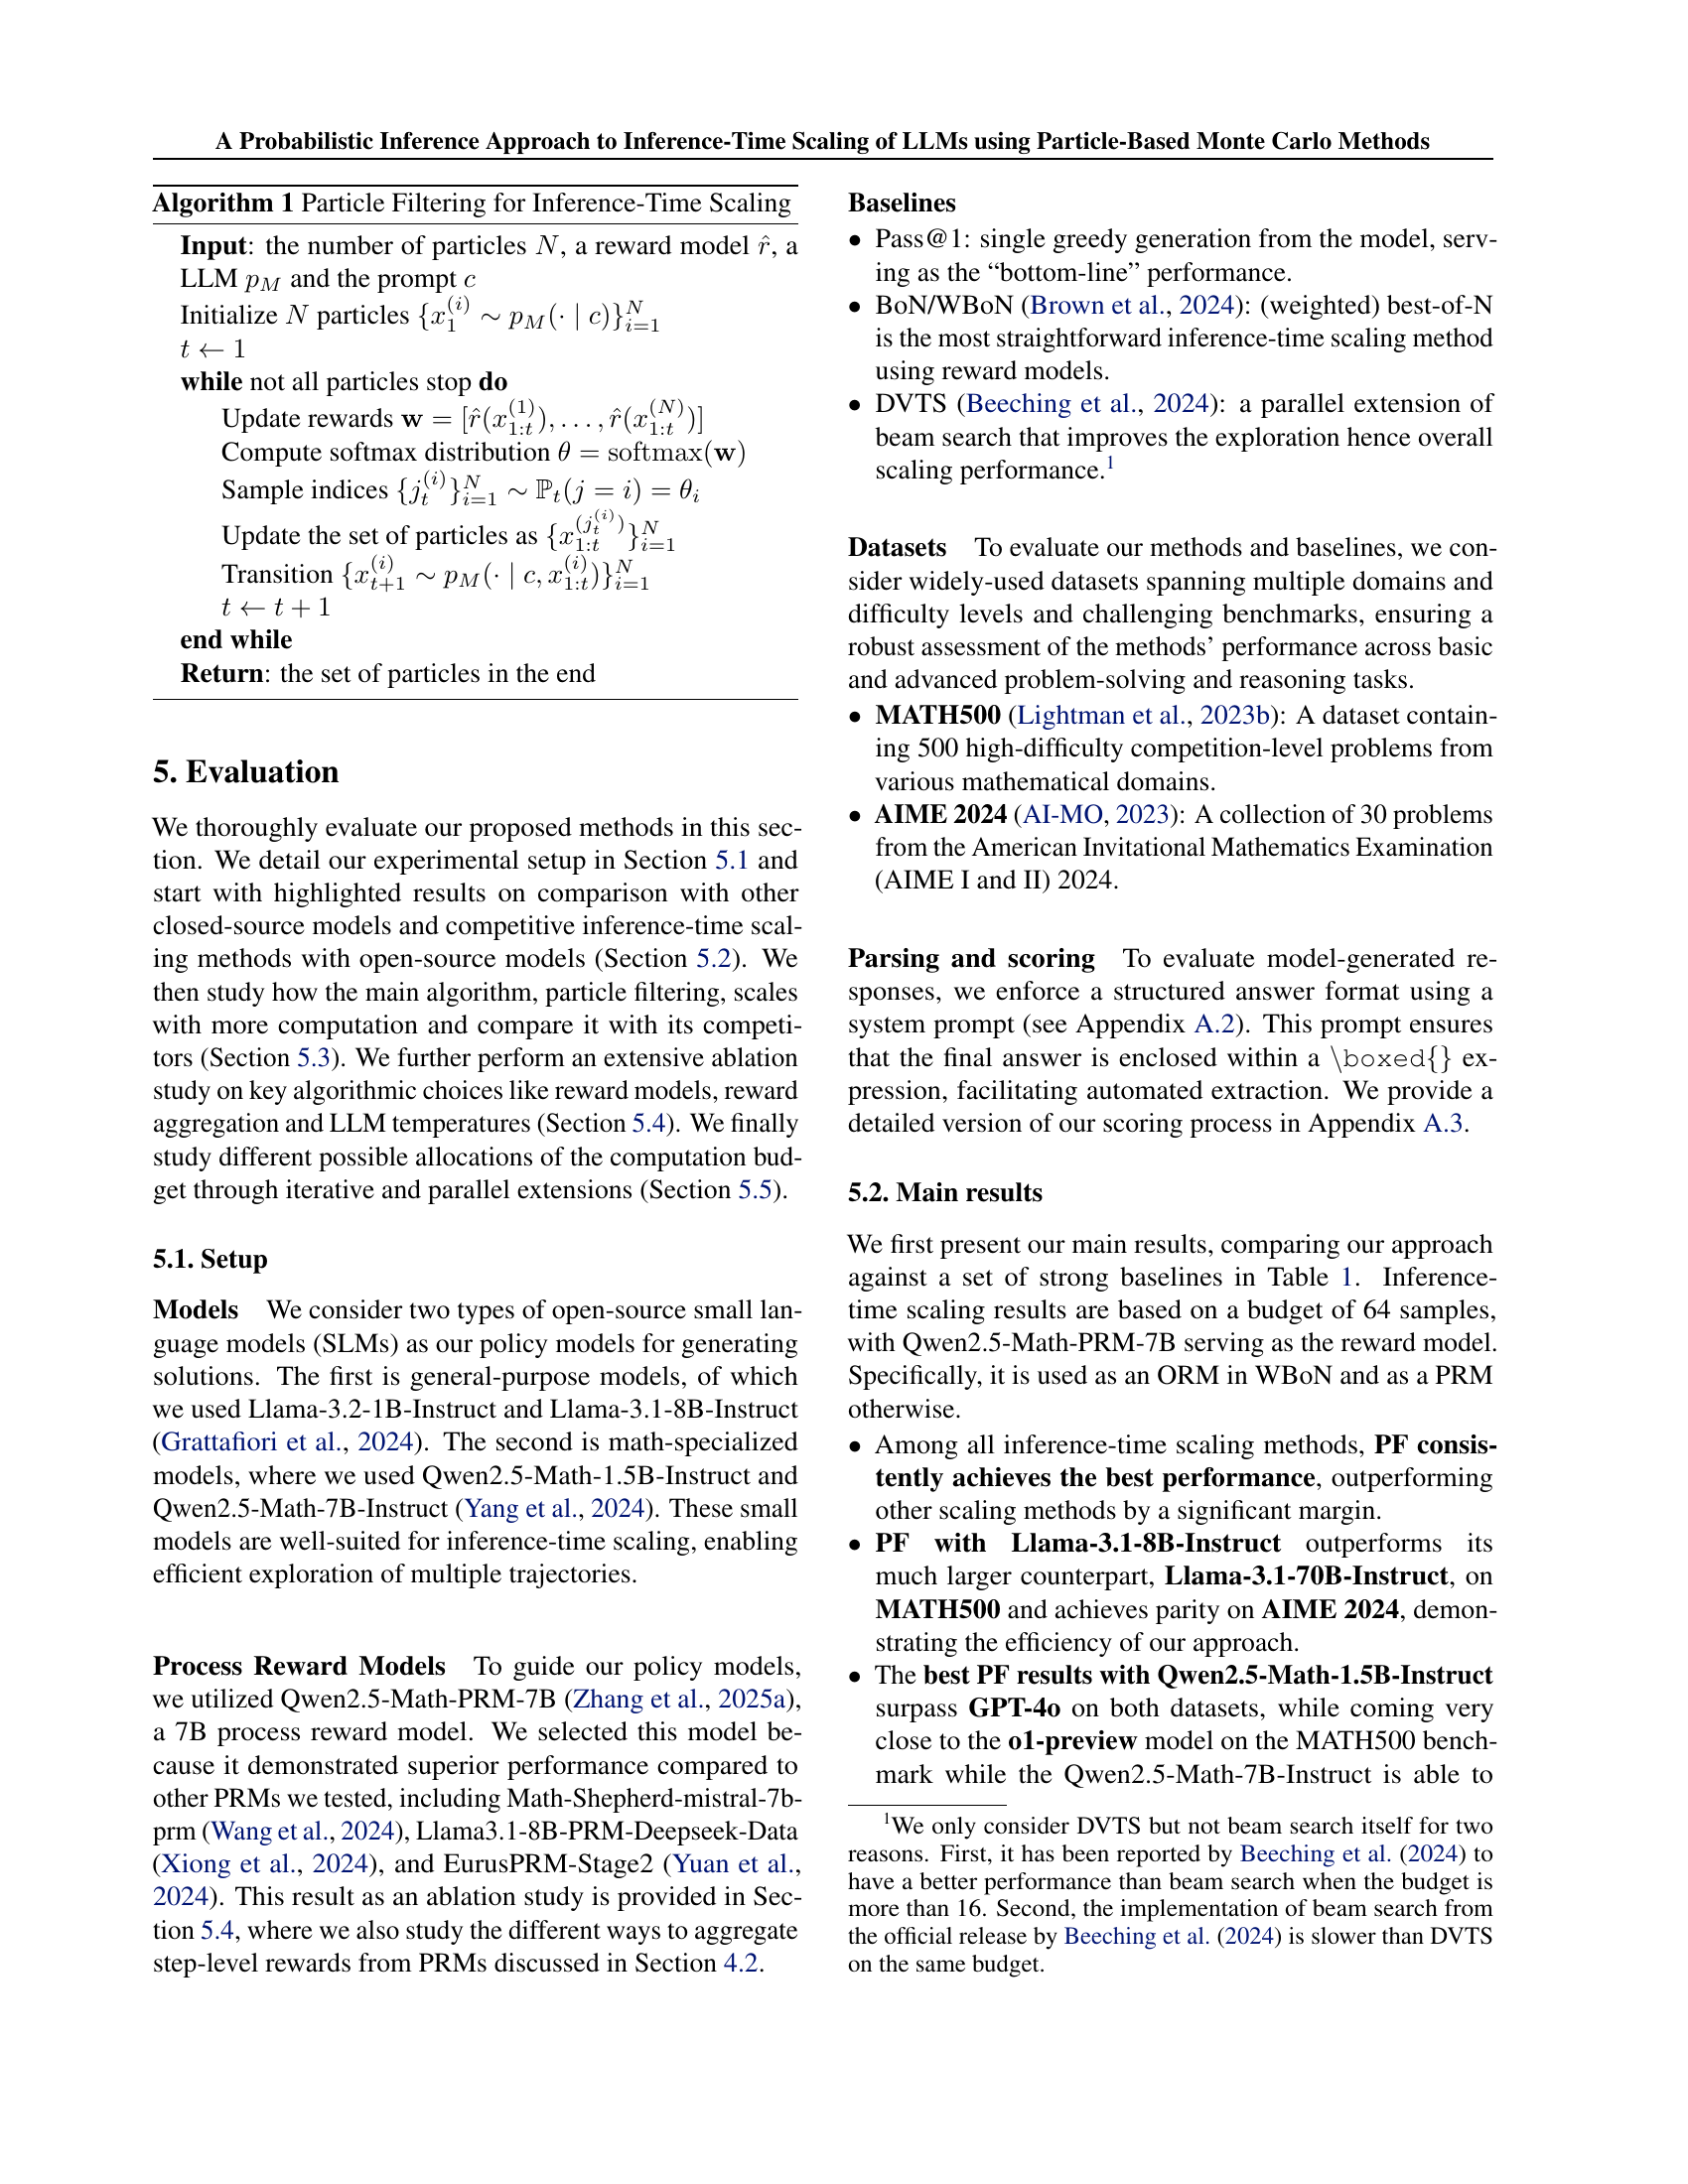 A Probabilistic Inference Approach to Inference-Time Scaling of LLMs using Particle-Based Monte Carlo Methods
Algorithm 1 Particle Filtering for Inference-Time Scaling
Input: the number of particles N, a reward model r̂, a
LLM p_M and the prompt c
Initialize N particles {x_1^{(i)} ∼ p_M(· | c)}_{i=1}^N
t ← 1
while not all particles stop do
Update rewards w = [r̂(x_{1:t}^{(1)}), . . . , r̂(x_{1:t}^{(N)})]
Compute softmax distribution θ = softmax(w)
Sample indices {j_t^{(i)}}_{i=1}^N ∼ ℙ_t(j = i) = θ_i
Update the set of particles as {x_{1:t}^{(j_t^{(i)})}}_{i=1}^N
Transition {x_{t+1}^{(i)} ∼ p_M(· | c, x_{1:t}^{(i)})}_{i=1}^N
t ← t + 1
end while
Return: the set of particles in the end
5. Evaluation
We thoroughly evaluate our proposed methods in this sec-
tion. We detail our experimental setup in Section 5.1 and
start with highlighted results on comparison with other
closed-source models and competitive inference-time scal-
ing methods with open-source models (Section 5.2). We
then study how the main algorithm, particle filtering, scales
with more computation and compare it with its competi-
tors (Section 5.3). We further perform an extensive ablation
study on key algorithmic choices like reward models, reward
aggregation and LLM temperatures (Section 5.4). We finally
study different possible allocations of the computation bud-
get through iterative and parallel extensions (Section 5.5).
5.1. Setup
Models We consider two types of open-source small lan-
guage models (SLMs) as our policy models for generating
solutions. The first is general-purpose models, of which
we used Llama-3.2-1B-Instruct and Llama-3.1-8B-Instruct
(Grattafiori et al., 2024). The second is math-specialized
models, where we used Qwen2.5-Math-1.5B-Instruct and
Qwen2.5-Math-7B-Instruct (Yang et al., 2024). These small
models are well-suited for inference-time scaling, enabling
efficient exploration of multiple trajectories.
Process Reward Models To guide our policy models,
we utilized Qwen2.5-Math-PRM-7B (Zhang et al., 2025a),
a 7B process reward model. We selected this model be-
cause it demonstrated superior performance compared to
other PRMs we tested, including Math-Shepherd-mistral-7b-
prm (Wang et al., 2024), Llama3.1-8B-PRM-Deepseek-Data
(Xiong et al., 2024), and EurusPRM-Stage2 (Yuan et al.,
2024). This result as an ablation study is provided in Sec-
tion 5.4, where we also study the different ways to aggregate
step-level rewards from PRMs discussed in Section 4.2.
Baselines
• Pass@1: single greedy generation from the model, serv-
ing as the “bottom-line” performance.
• BoN/WBoN (Brown et al., 2024): (weighted) best-of-N
is the most straightforward inference-time scaling method
using reward models.
• DVTS (Beeching et al., 2024): a parallel extension of
beam search that improves the exploration hence overall
scaling performance.1
Datasets To evaluate our methods and baselines, we con-
sider widely-used datasets spanning multiple domains and
difficulty levels and challenging benchmarks, ensuring a
robust assessment of the methods’ performance across basic
and advanced problem-solving and reasoning tasks.
• MATH500 (Lightman et al., 2023b): A dataset contain-
ing 500 high-difficulty competition-level problems from
various mathematical domains.
• AIME 2024 (AI-MO, 2023): A collection of 30 problems
from the American Invitational Mathematics Examination
(AIME I and II) 2024.
Parsing and scoring To evaluate model-generated re-
sponses, we enforce a structured answer format using a
system prompt (see Appendix A.2). This prompt ensures
that the final answer is enclosed within a \boxed{} ex-
pression, facilitating automated extraction. We provide a
detailed version of our scoring process in Appendix A.3.
5.2. Main results
We first present our main results, comparing our approach
against a set of strong baselines in Table 1. Inference-
time scaling results are based on a budget of 64 samples,
with Qwen2.5-Math-PRM-7B serving as the reward model.
Specifically, it is used as an ORM in WBoN and as a PRM
otherwise.
• Among all inference-time scaling methods, PF consis-
tently achieves the best performance, outperforming
other scaling methods by a significant margin.
• PF with Llama-3.1-8B-Instruct outperforms its
much larger counterpart, Llama-3.1-70B-Instruct, on
MATH500 and achieves parity on AIME 2024, demon-
strating the efficiency of our approach.
• The best PF results with Qwen2.5-Math-1.5B-Instruct
surpass GPT-4o on both datasets, while coming very
close to the o1-preview model on the MATH500 bench-
mark while the Qwen2.5-Math-7B-Instruct is able to
1We only consider DVTS but not beam search itself for two
reasons. First, it has been reported by Beeching et al. (2024) to
have a better performance than beam search when the budget is
more than 16. Second, the implementation of beam search from
the official release by Beeching et al. (2024) is slower than DVTS
on the same budget.